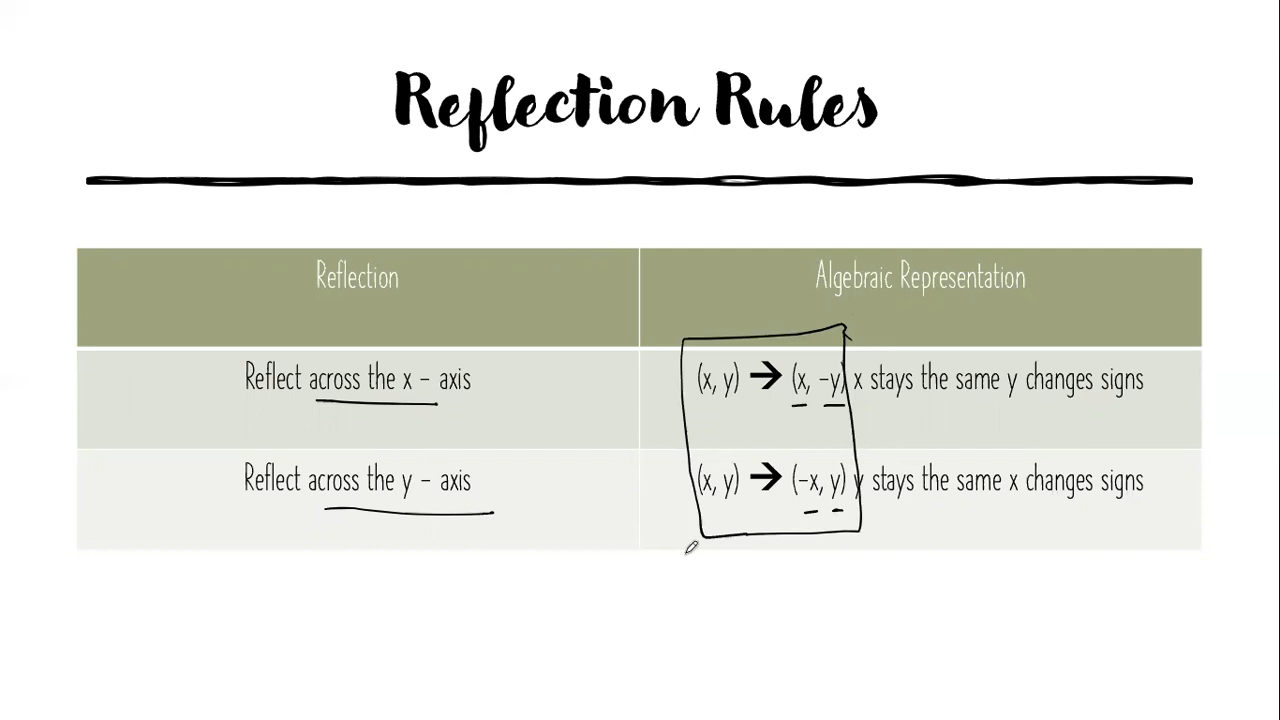 Reflection Rules
Reflection
Algebraic Representation
Reflect across the x - axis
(x, y) → (x, -y) x stays the same y changes signs
Reflect across the y - axis
(x, y) → (-x, y) y stays the same x changes signs